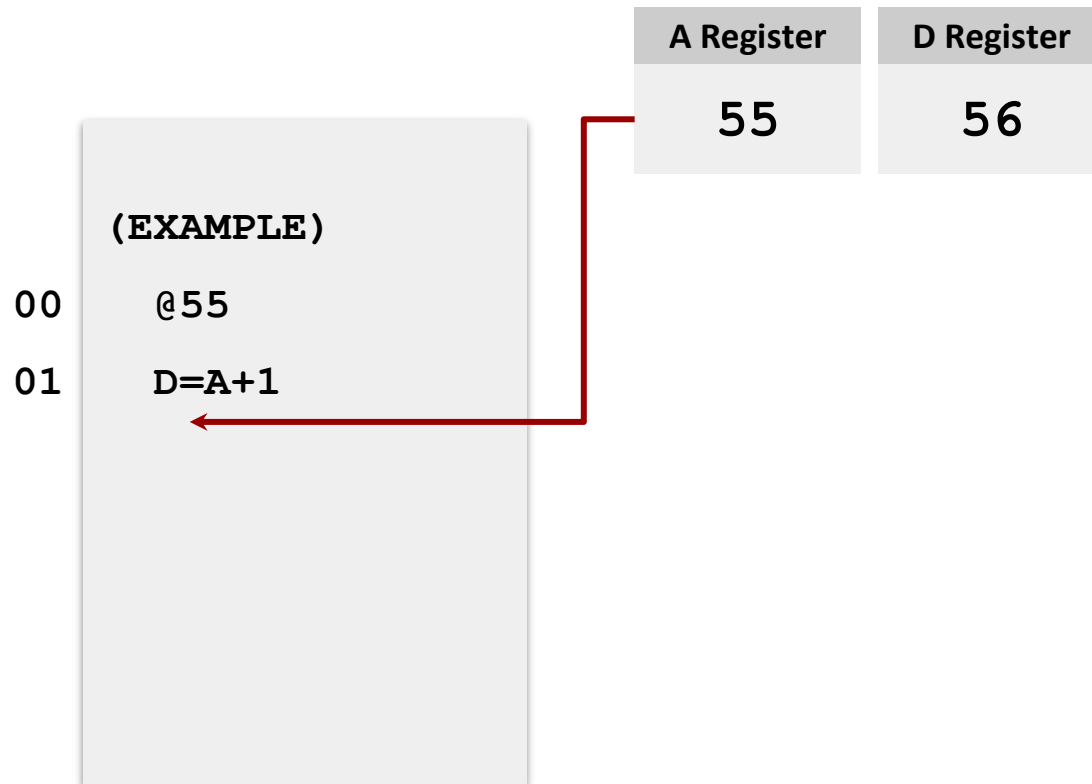 A Register D Register
55 56
(EXAMPLE)
00 @55
01 D=A+1